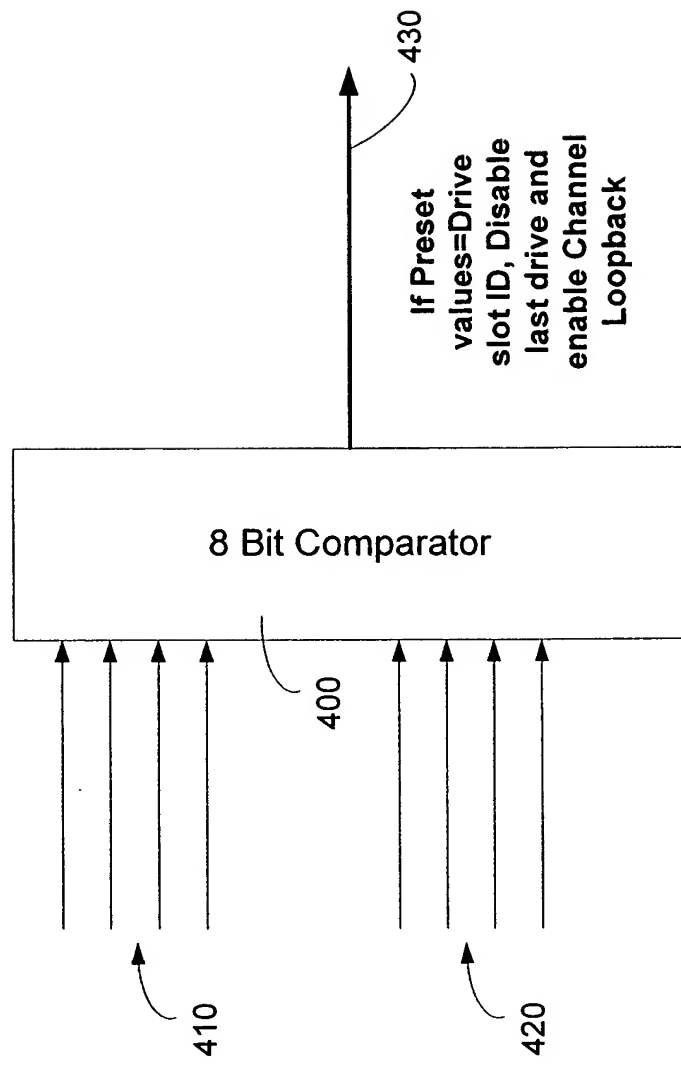 410
420
400
8 Bit Comparator
430
If Preset
values=Drive
slot ID, Disable
last drive and
enable Channel
Loopback